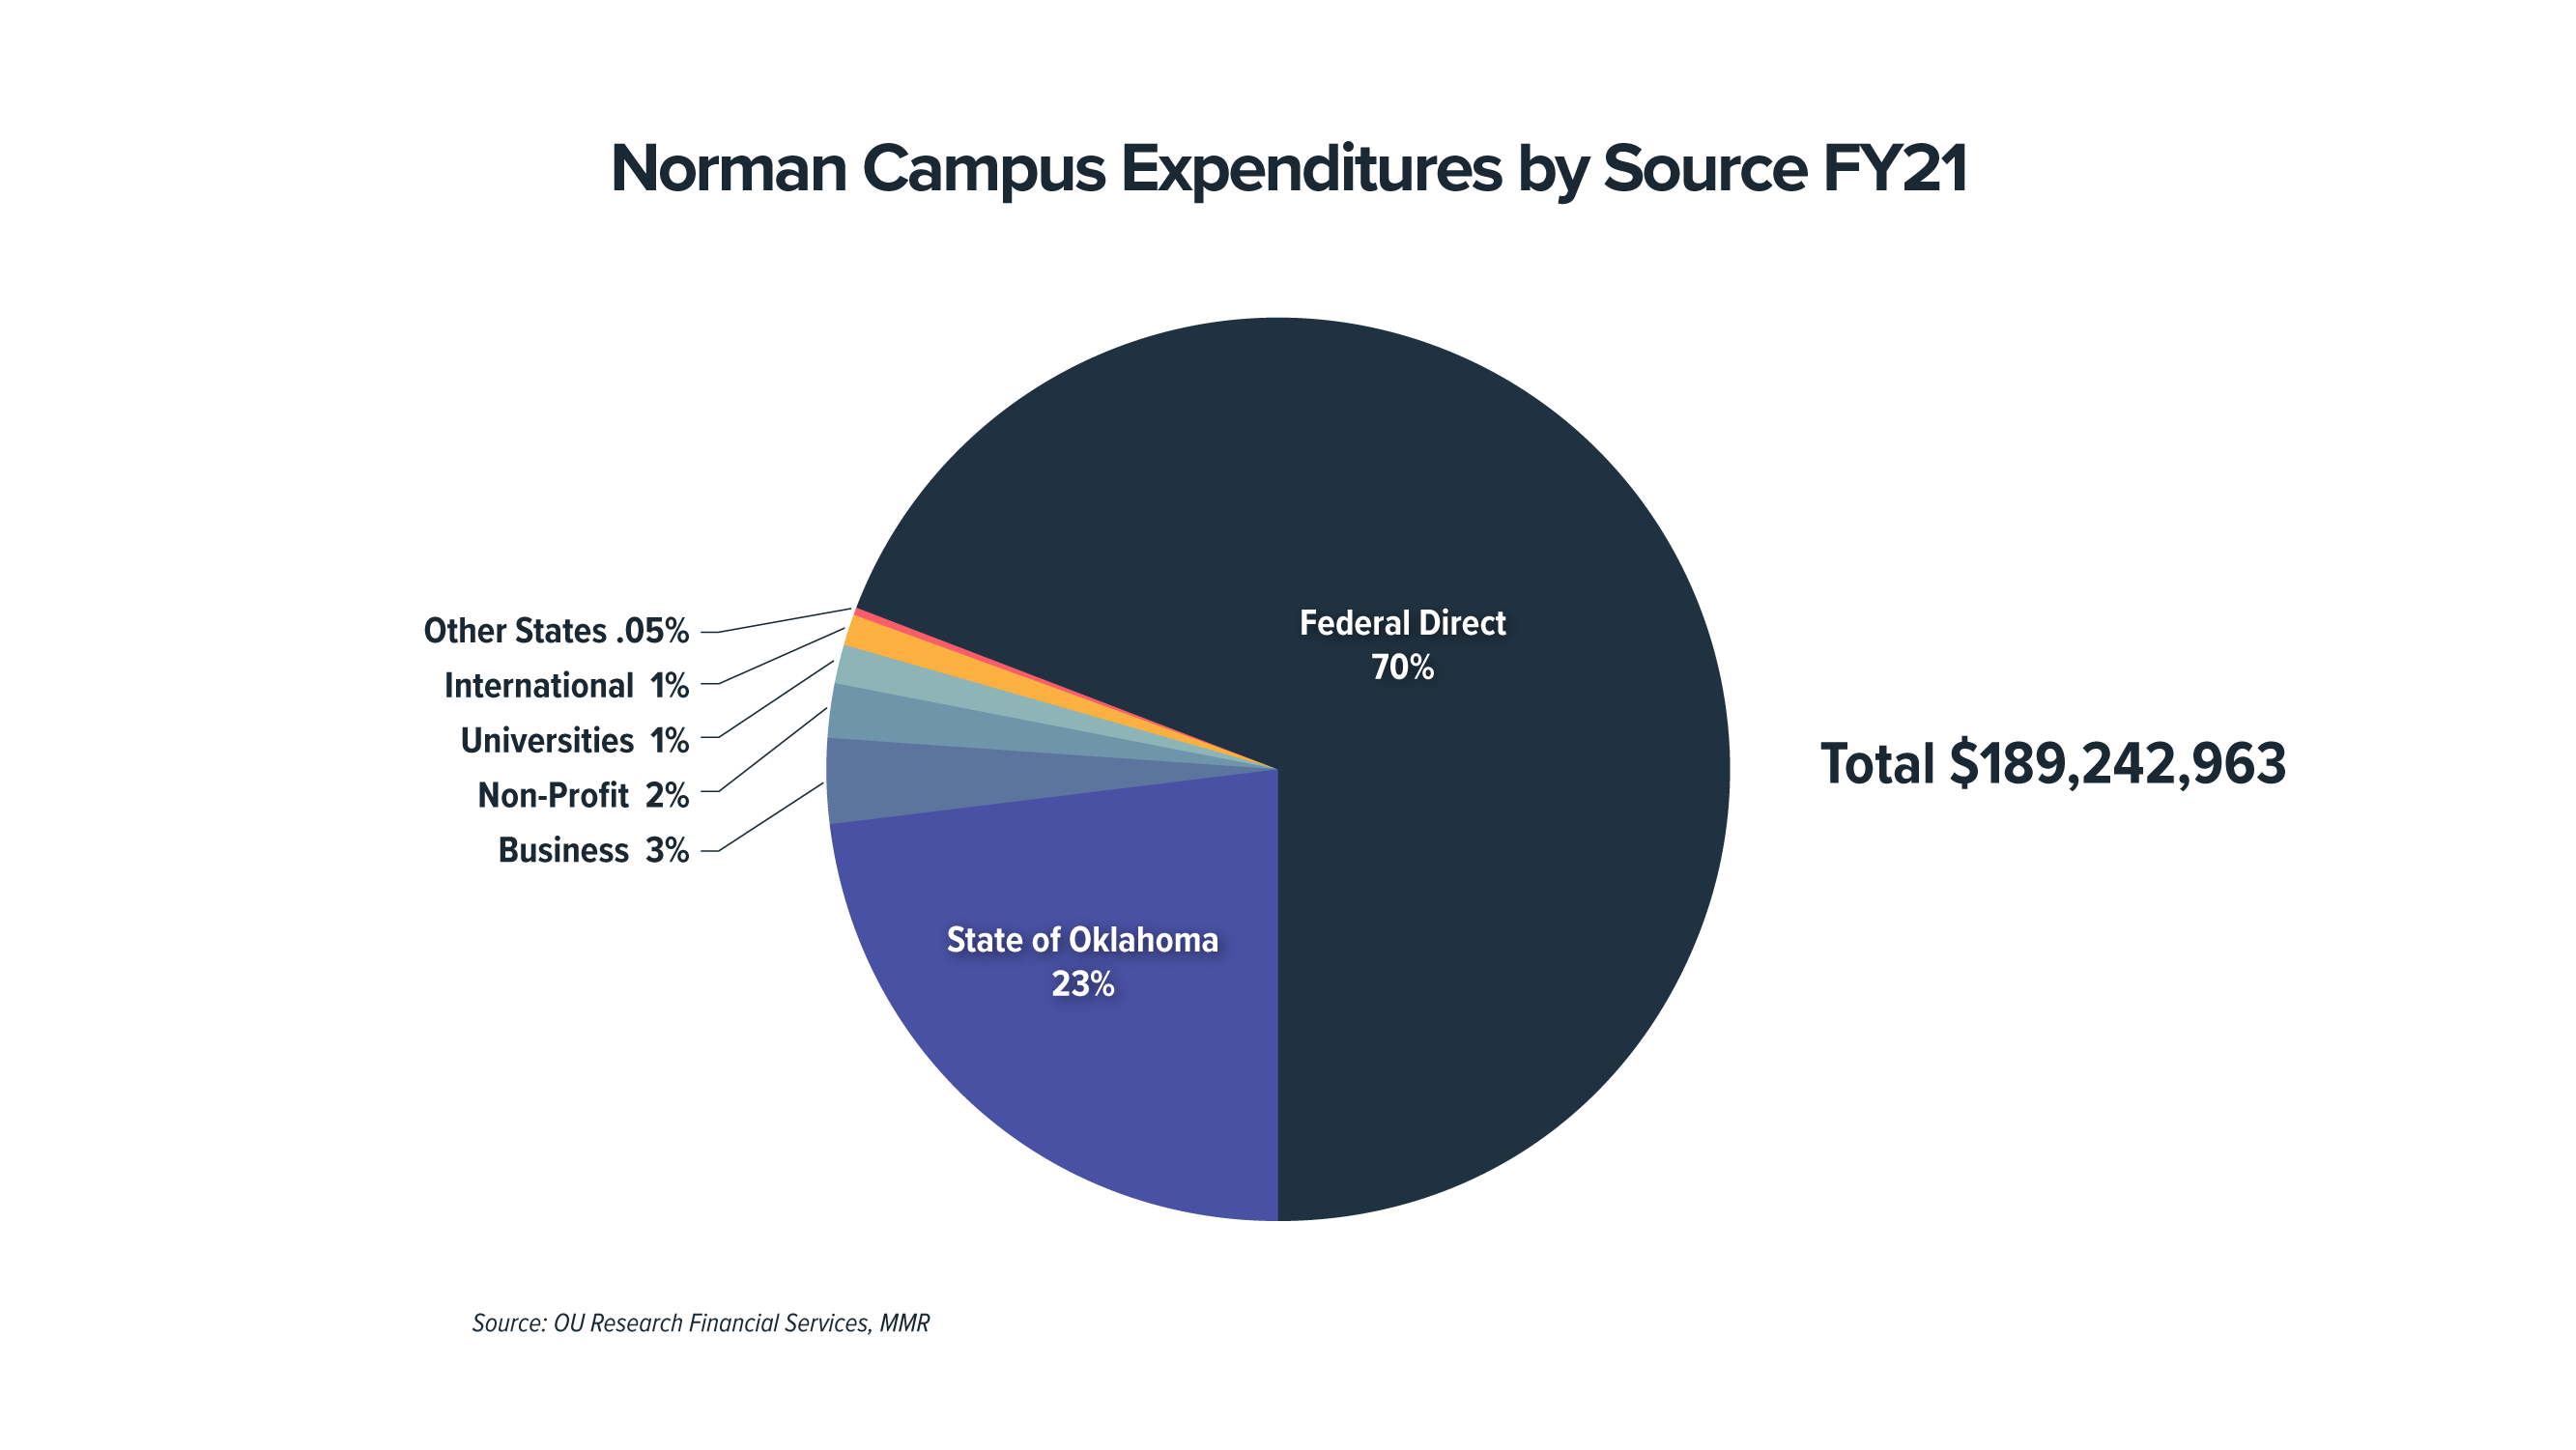 Norman Campus Expenditures by Source FY21
Federal Direct
70%
Other States .05%
International 1%
Universities 1%
Non-Profit 2%
Business 3%
Total $189,242,963
State of Oklahoma
23%
Source: OU Research Financial Services, MMR